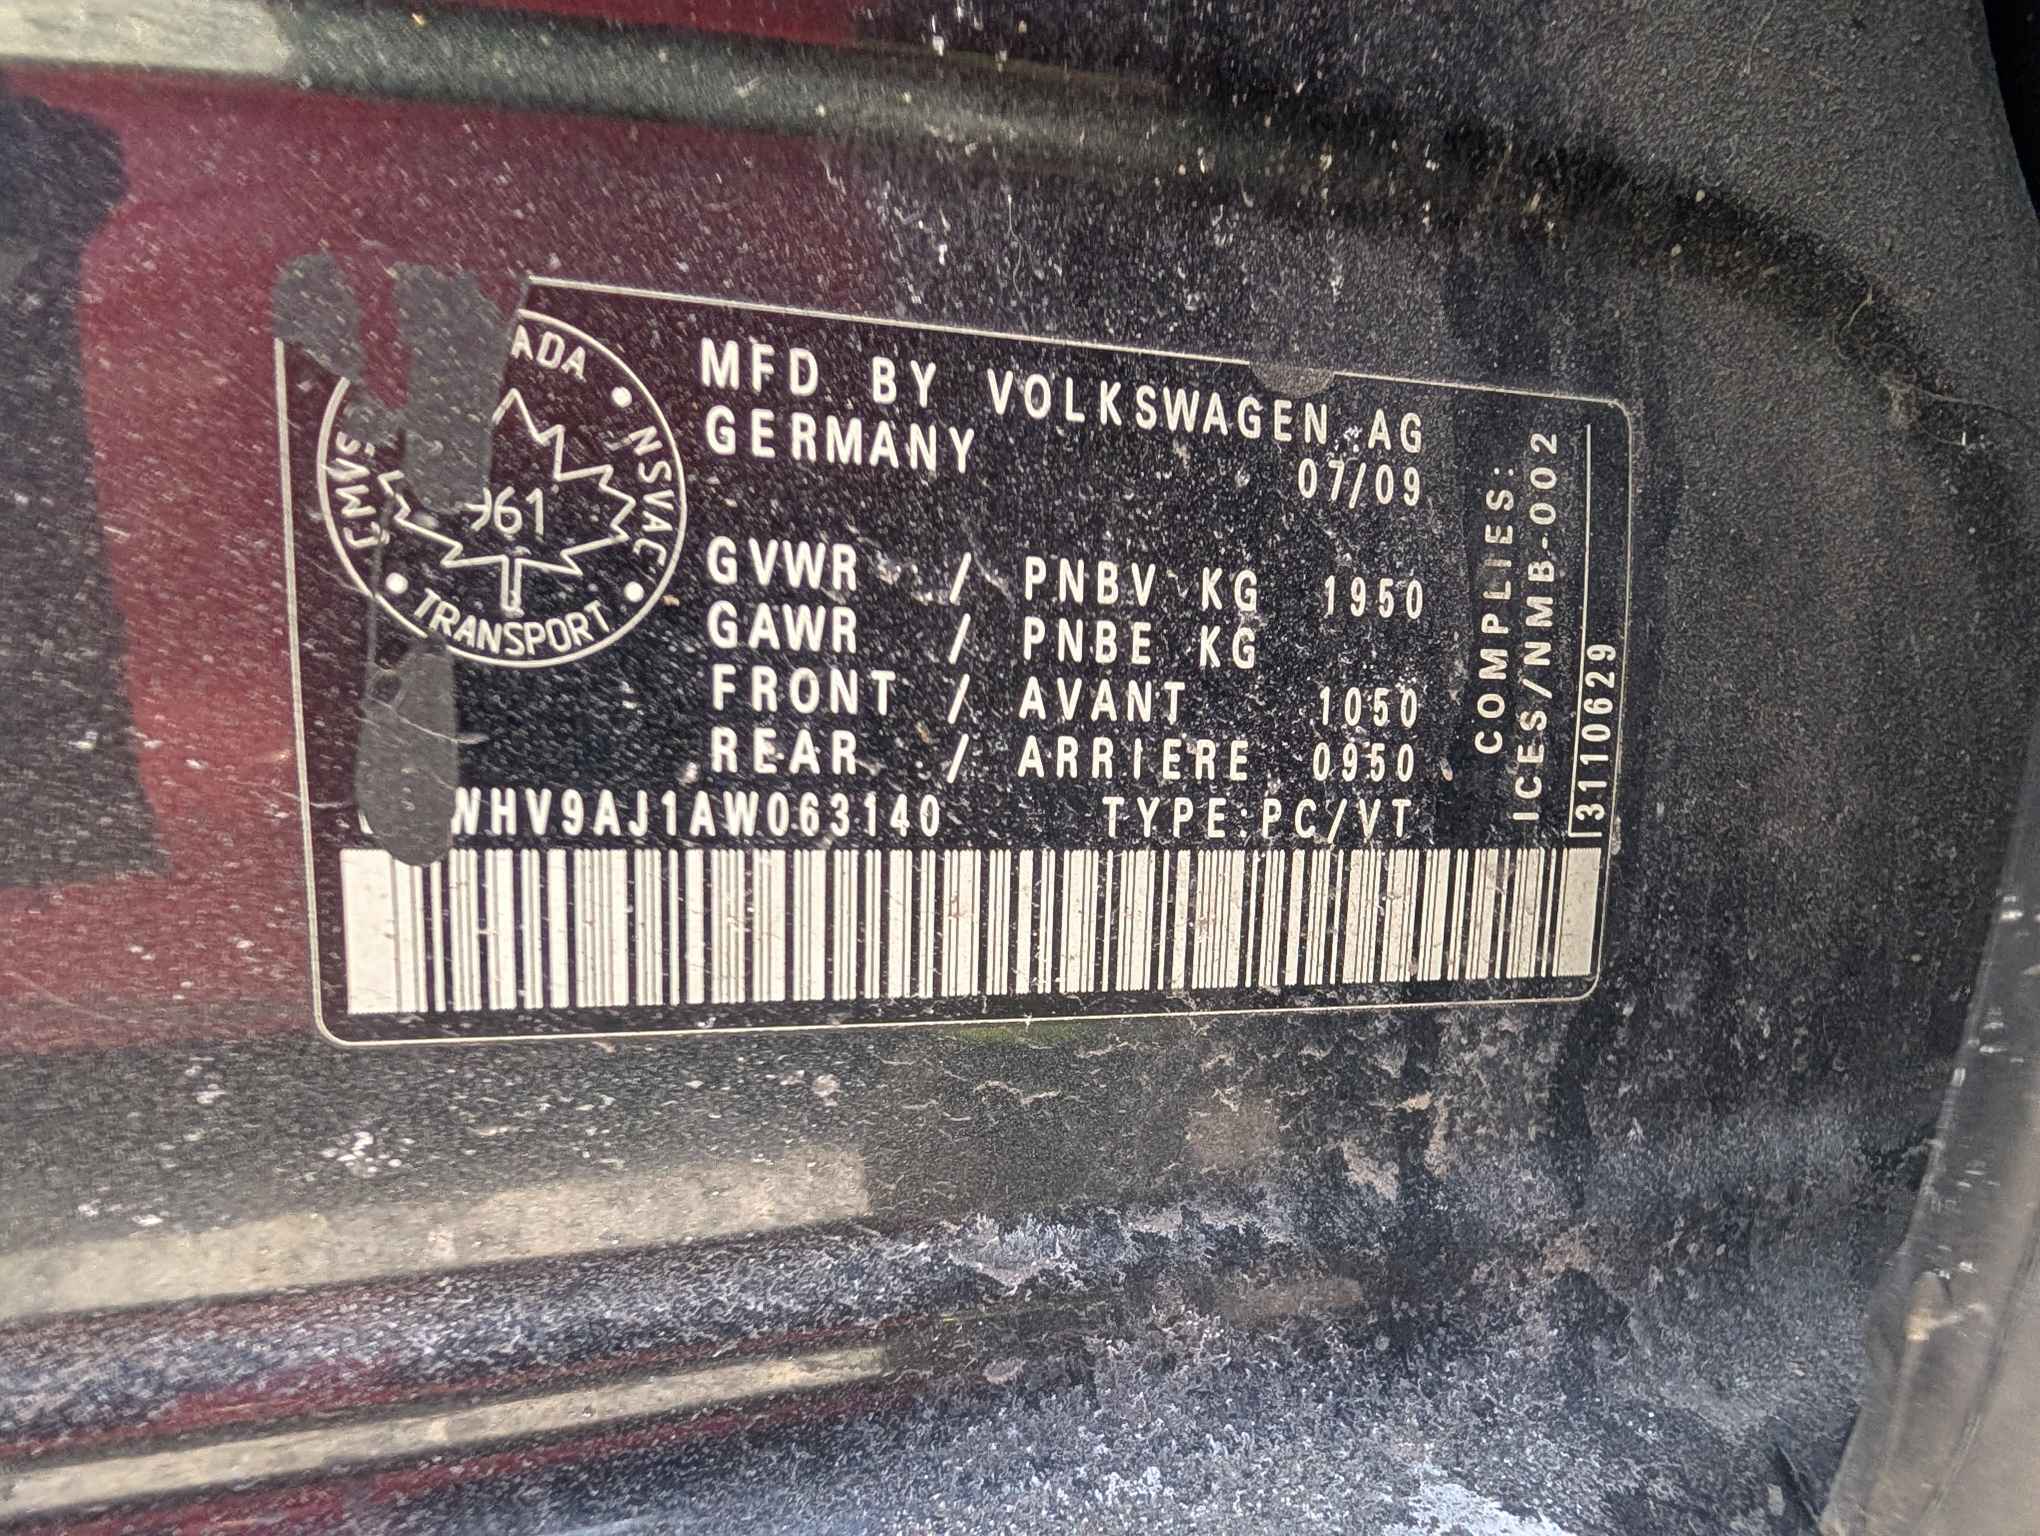 ADA
NSVAC
TRANSPORT
61
MFD BY VOLKSWAGEN AG
GERMANY
07/09
GVWR / PNBV KG 1950
GAWR / PNBE KG
FRONT / AVANT 1050
REAR / ARRIERE 0950
WHV9AJ1AW063140 TYPE:PC/VT
COMPLIES:
ICES/NMB-002
3110629